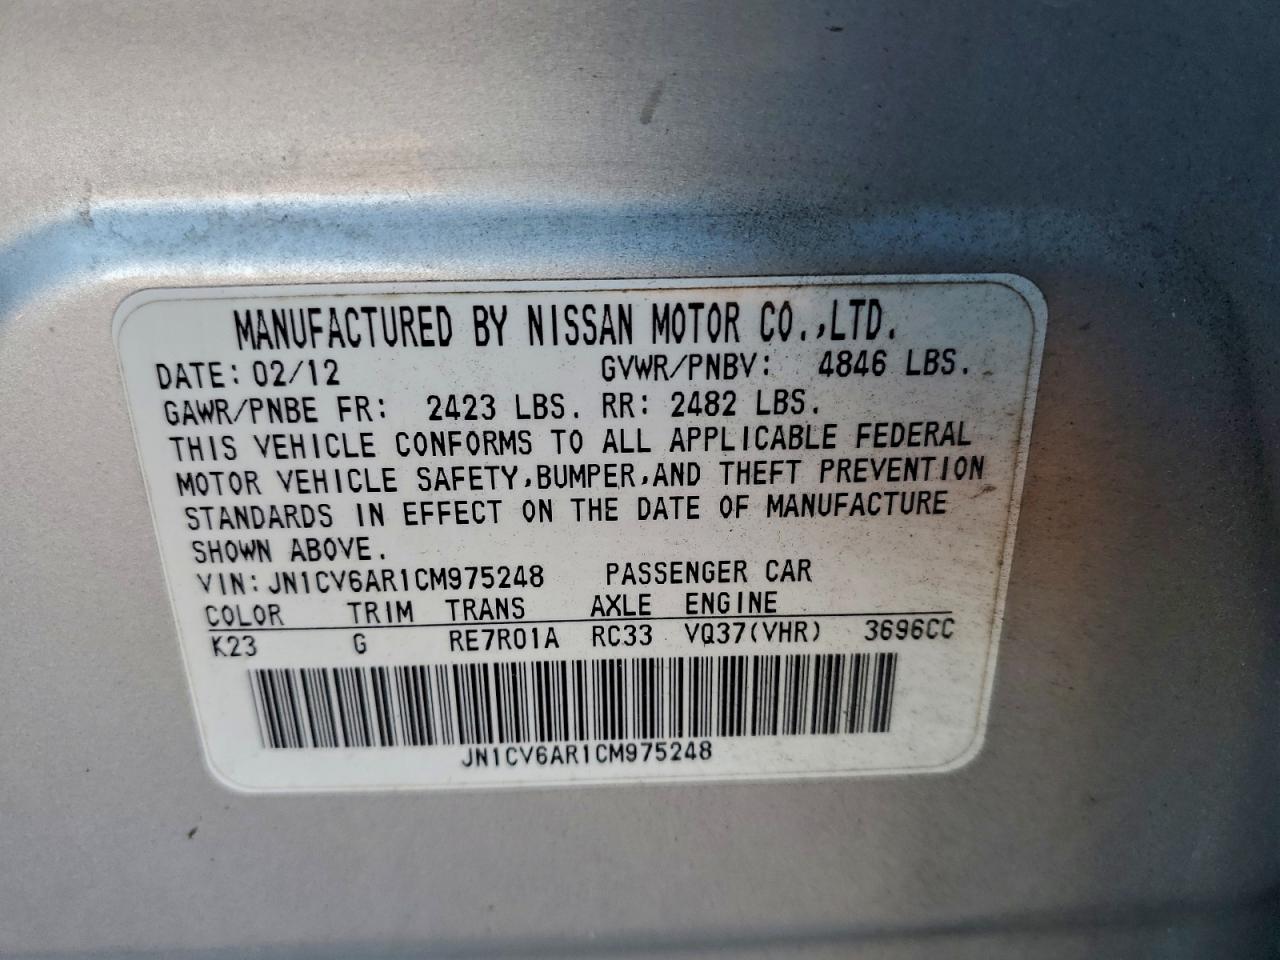 MANUFACTURED BY NISSAN MOTOR CO.,LTD.
DATE: 02/12 GVWR/PNBV: 4846 LBS.
GAWR/PNBE FR: 2423 LBS. RR: 2482 LBS.
THIS VEHICLE CONFORMS TO ALL APPLICABLE FEDERAL
MOTOR VEHICLE SAFETY,BUMPER,AND THEFT PREVENTION
STANDARDS IN EFFECT ON THE DATE OF MANUFACTURE
SHOWN ABOVE.
VIN: JN1CV6AR1CM975248 PASSENGER CAR
COLOR TRIM TRANS AXLE ENGINE
K23 G RE7R01A RC33 VQ37(VHR) 3696CC
JN1CV6AR1CM975248